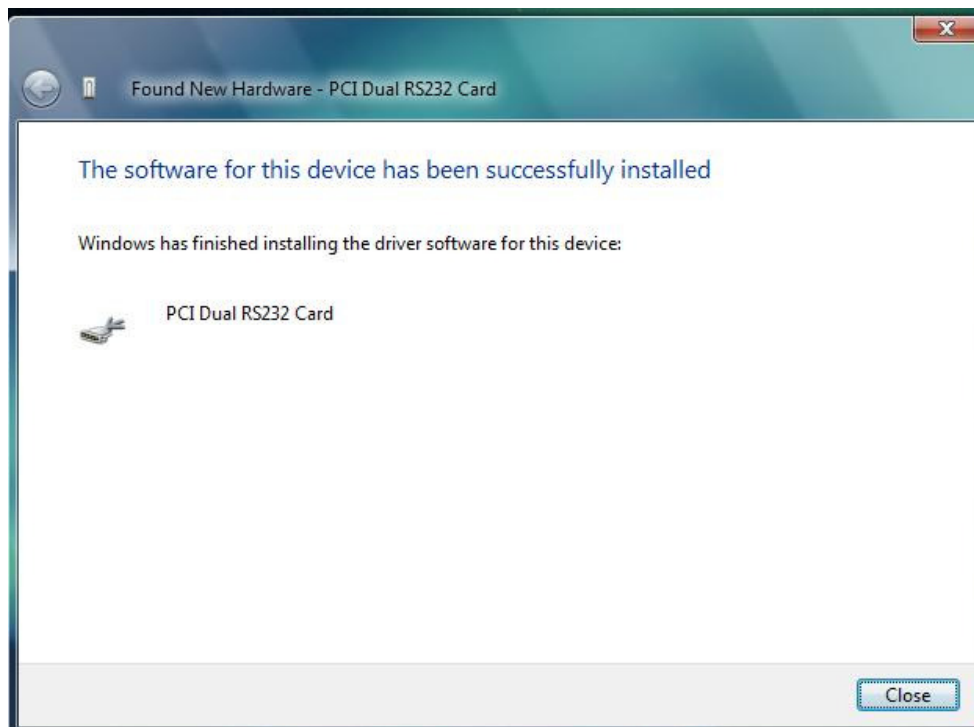 Found New Hardware - PCI Dual RS232 Card
The software for this device has been successfully installed
Windows has finished installing the driver software for this device:
PCI Dual RS232 Card
Close